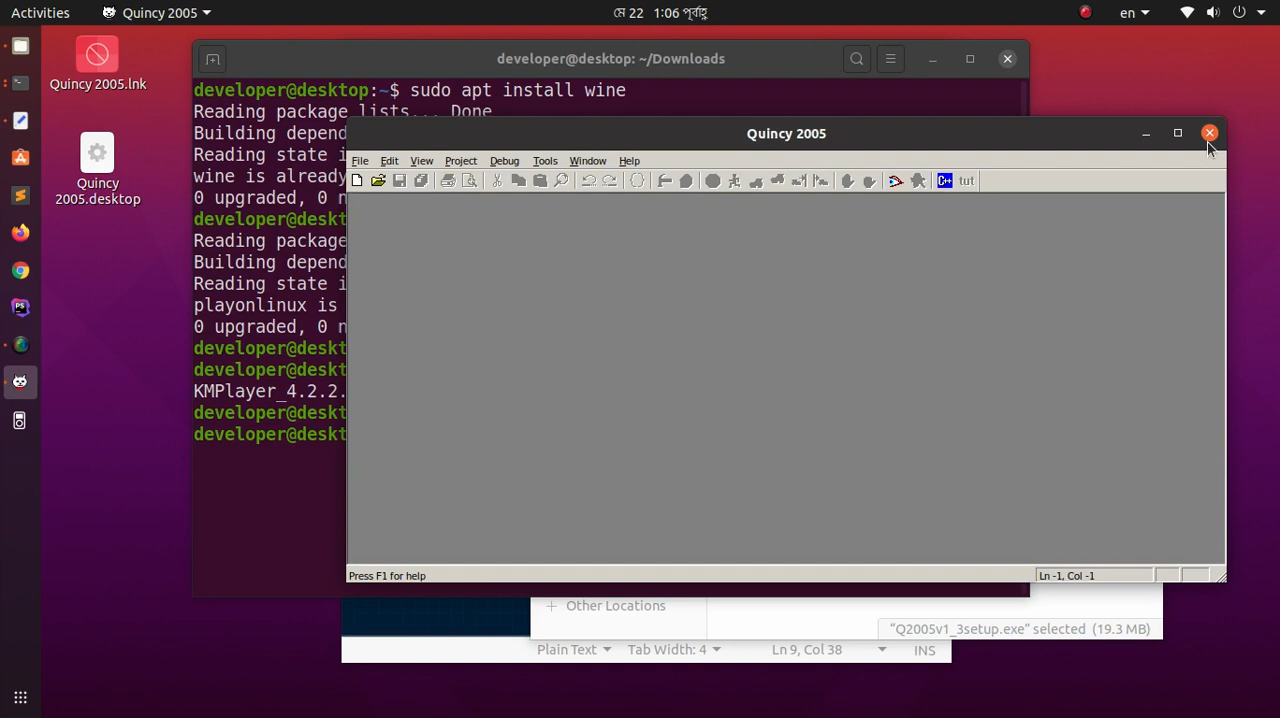 Activities
Quincy 2005
মে 22 1:06 পূর্বাহ্ণ
en
Quincy 2005.lnk
Quincy
2005.desktop
developer@desktop: ~/Downloads
developer@desktop:~$ sudo apt install wine
Reading package lists... Done
Building depend
Reading state i
wine is already
0 upgraded, 0 n
developer@deskt
Reading package
Building depend
Reading state i
playonlinux is
0 upgraded, 0 n
developer@deskt
developer@deskt
KMPlayer_4.2.2.
developer@deskt
developer@deskt
Quincy 2005
File Edit View Project Debug Tools Window Help
C++ tut
Press F1 for help
Ln -1, Col -1
Other Locations
“Q2005v1_3setup.exe” selected (19.3 MB)
Plain Text Tab Width: 4 Ln 9, Col 38 INS
PS